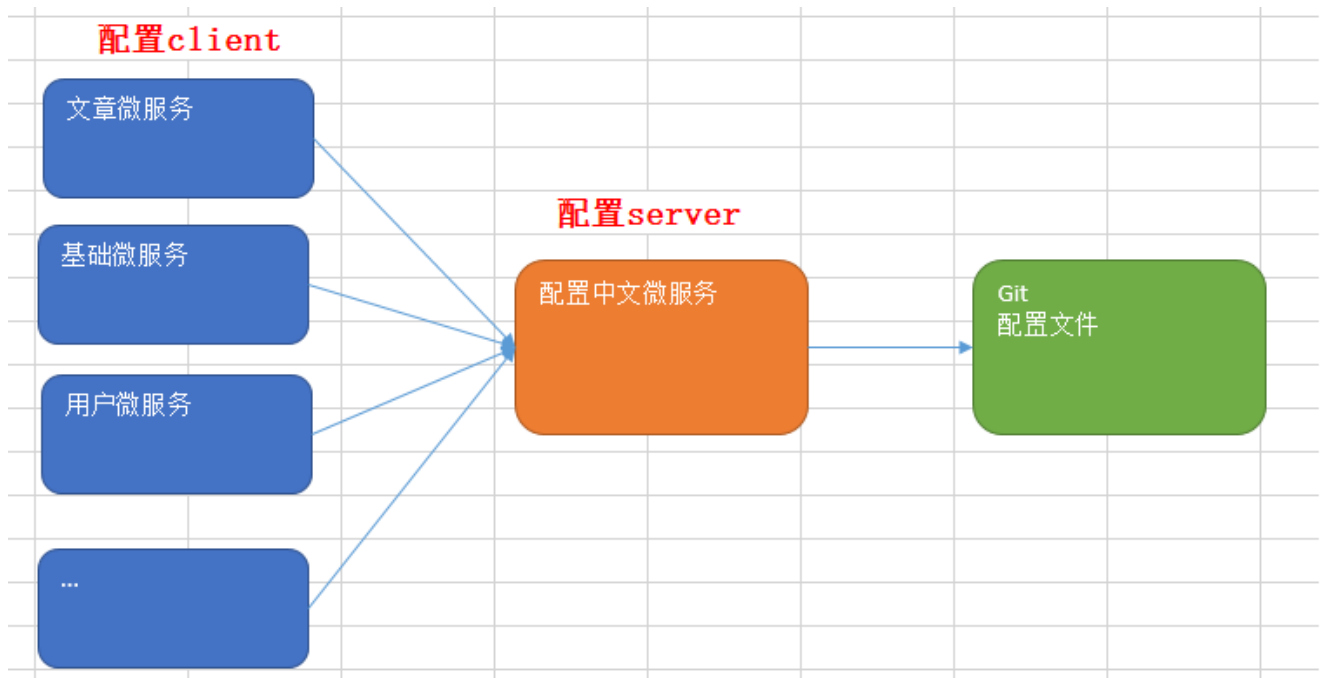 配置client
文章微服务
基础微服务
用户微服务
...
配置server
配置中文微服务
Git
配置文件